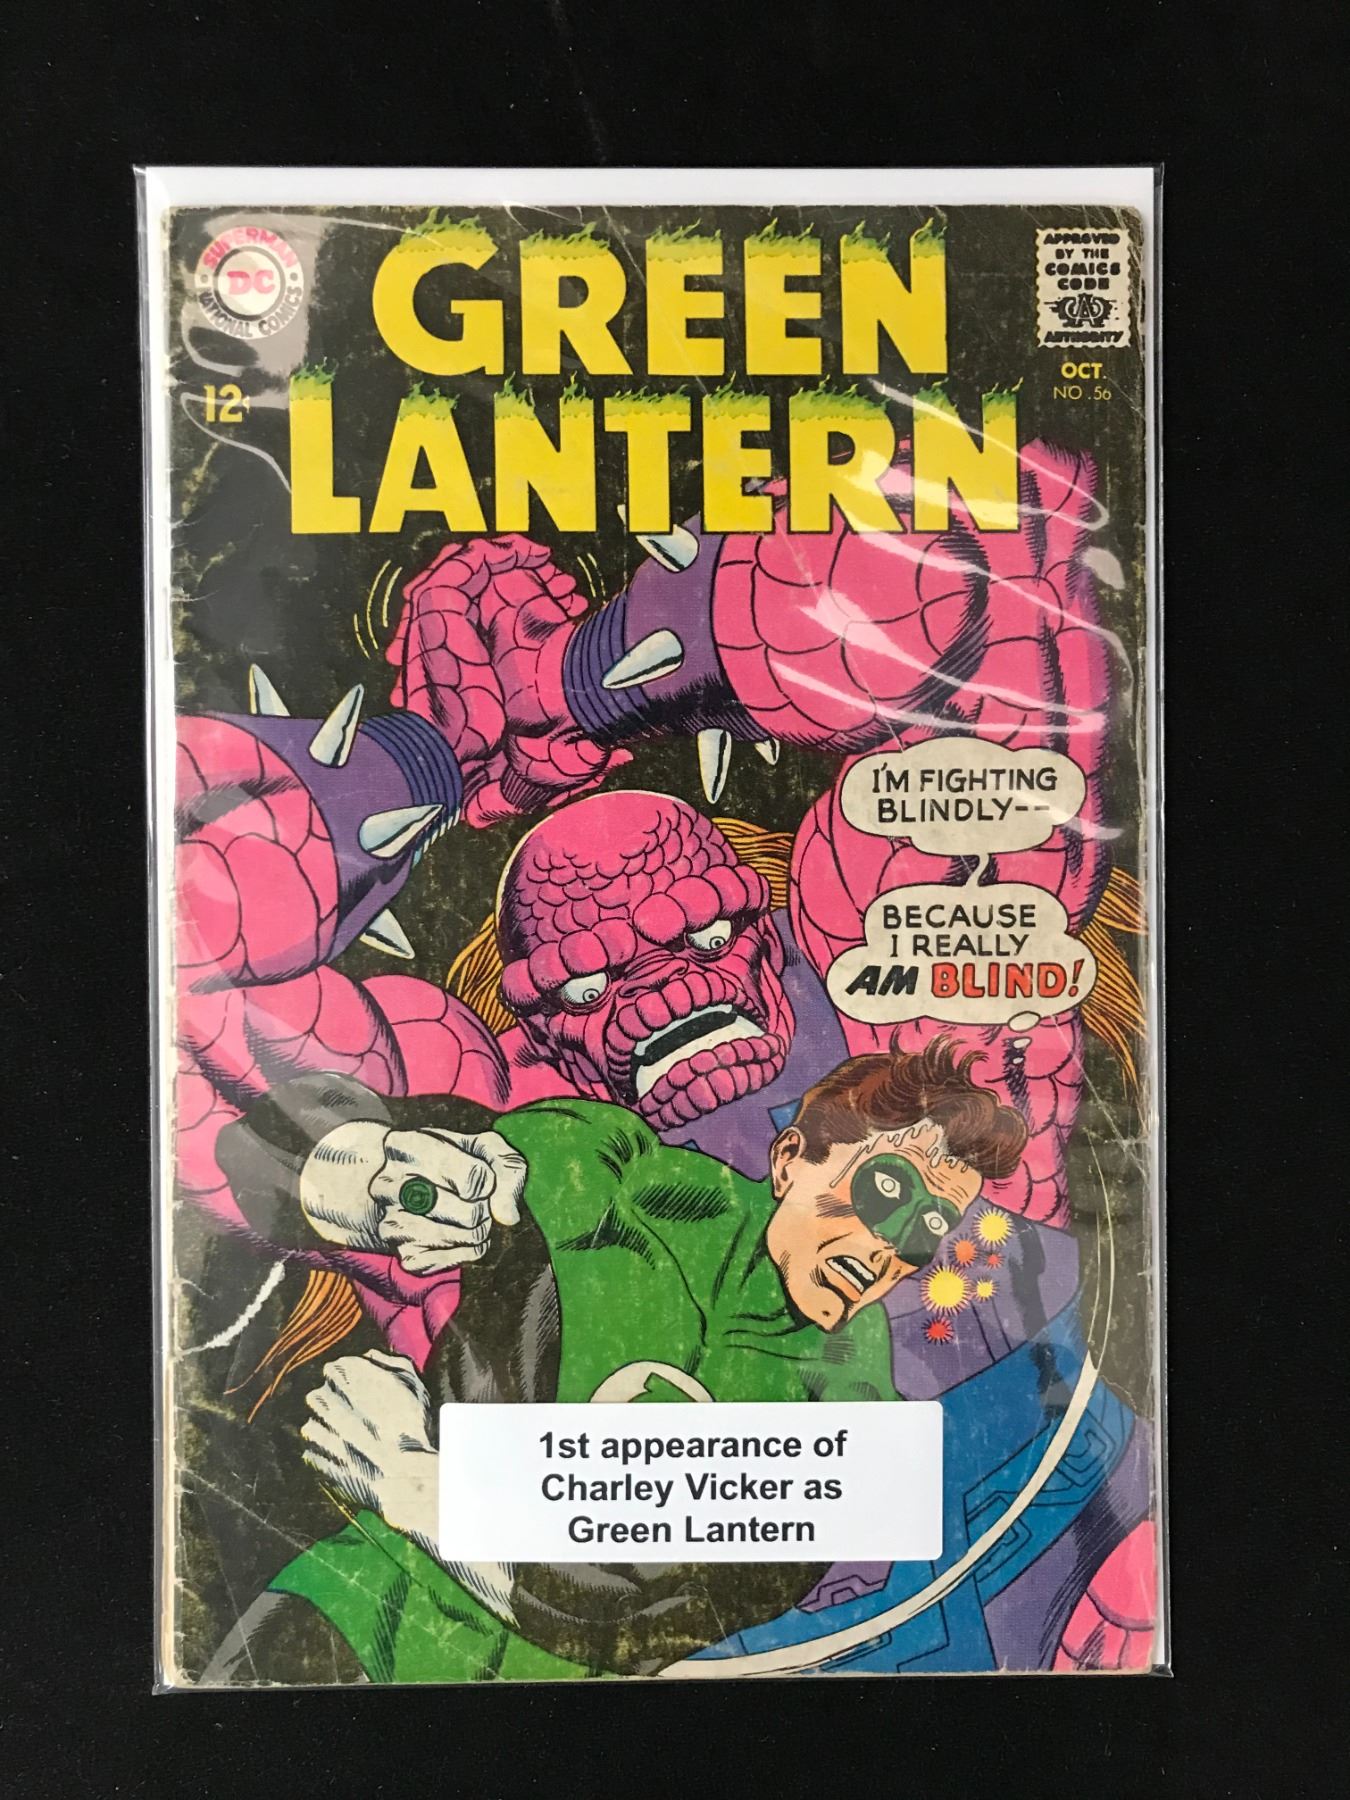 SUPERMAN
DC
NATIONAL COMICS
12¢
GREEN
LANTERN
APPROVED
BY THE
COMICS
CODE
AUTHORITY
OCT.
NO.56
I'M FIGHTING
BLINDLY--
BECAUSE
I REALLY
AM BLIND!
1st appearance of
Charley Vicker as
Green Lantern